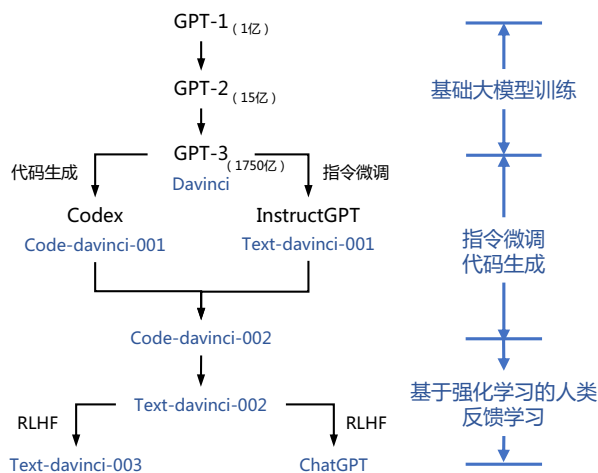 GPT-1（1亿）
GPT-2（15亿）
基础大模型训练
GPT-3（1750亿）
Davinci
代码生成
指令微调
Codex
InstructGPT
Code-davinci-001
Text-davinci-001
指令微调
代码生成
Code-davinci-002
Text-davinci-002
基于强化学习的人类
反馈学习
RLHF
RLHF
Text-davinci-003
ChatGPT